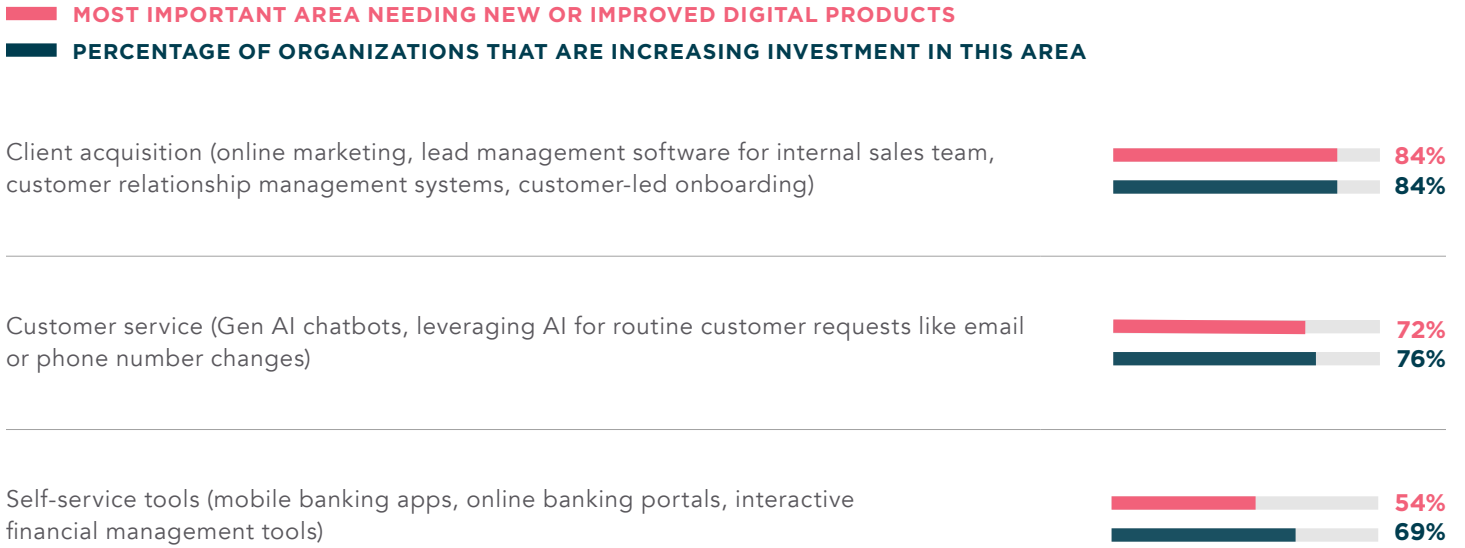 MOST IMPORTANT AREA NEEDING NEW OR IMPROVED DIGITAL PRODUCTS
PERCENTAGE OF ORGANIZATIONS THAT ARE INCREASING INVESTMENT IN THIS AREA
Client acquisition (online marketing, lead management software for internal sales team,
customer relationship management systems, customer-led onboarding)
84%
84%
Customer service (Gen AI chatbots, leveraging AI for routine customer requests like email
or phone number changes)
72%
76%
Self-service tools (mobile banking apps, online banking portals, interactive
financial management tools)
54%
69%